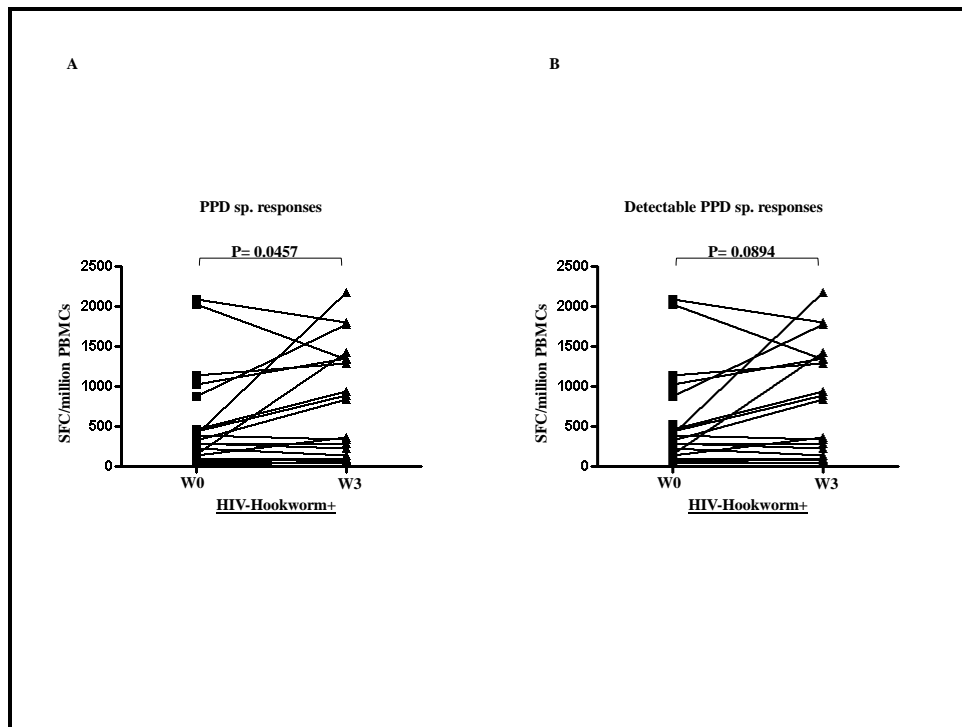 A
PPD sp. responses
P= 0.0457
2500
2000
1500
1000
500
0
SFC/million PBMCs
W0
W3
HIV-Hookworm+
B
Detectable PPD sp. responses
P= 0.0894
2500
2000
1500
1000
500
0
SFC/million PBMCs
W0
W3
HIV-Hookworm+